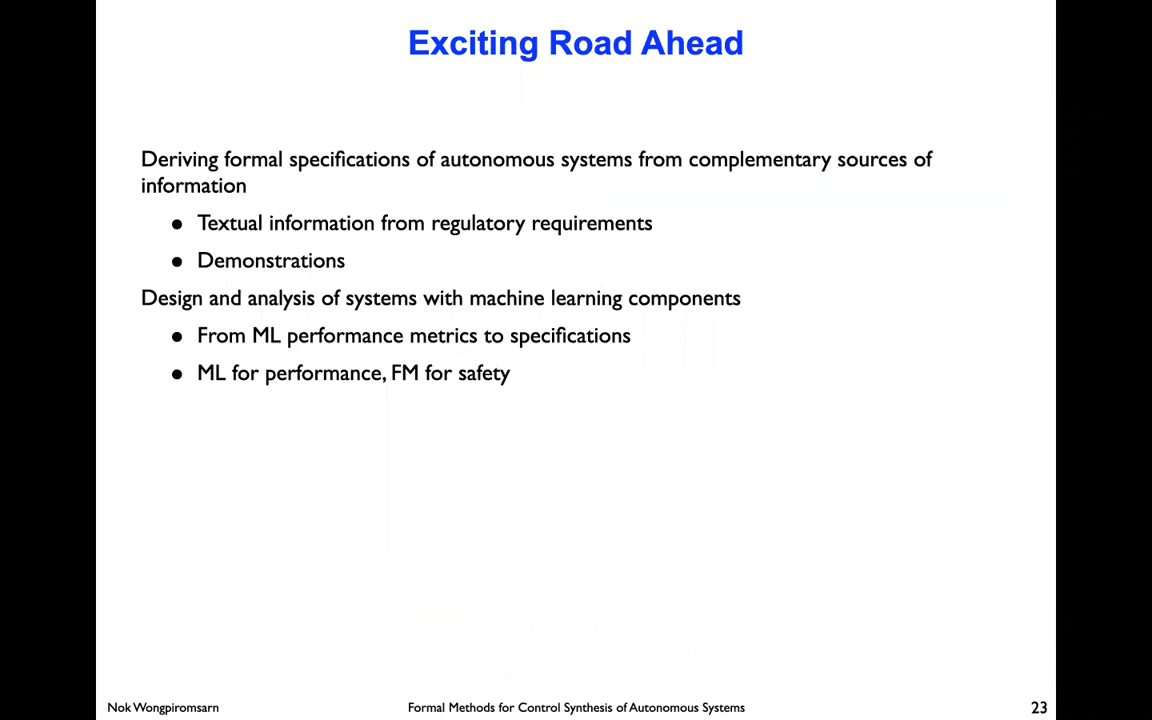 Exciting Road Ahead
Deriving formal specifications of autonomous systems from complementary sources of
information
● Textual information from regulatory requirements
● Demonstrations
Design and analysis of systems with machine learning components
● From ML performance metrics to specifications
● ML for performance, FM for safety
Nok Wongpiromsarn
Formal Methods for Control Synthesis of Autonomous Systems
23